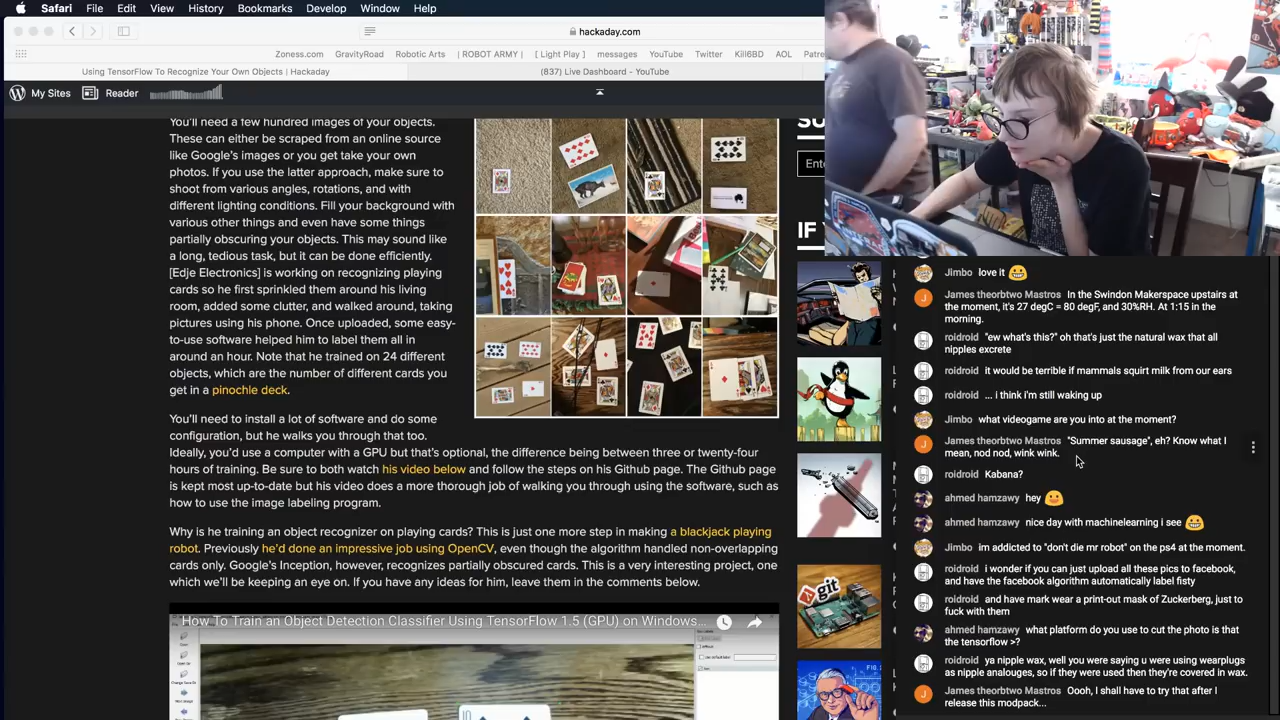 Safari File Edit View History Bookmarks Develop Window Help
hackaday.com
Zoness.com GravityRoad Robotic Arts | ROBOT ARMY | [ Light Play ] messages YouTube Twitter Kill6BD AOL Patre
Using TensorFlow To Recognize Your Own Objects | Hackaday
(837) Live Dashboard - YouTube
My Sites Reader
You'll need a few hundred images of your objects.
These can either be scraped from an online source
like Google's images or you get take your own
photos. If you use the latter approach, make sure to
shoot from various angles, rotations, and with
different lighting conditions. Fill your background with
various other things and even have some things
partially obscuring your objects. This may sound like
a long, tedious task, but it can be done efficiently.
[Edje Electronics] is working on recognizing playing
cards so he first sprinkled them around his living
room, added some clutter, and walked around, taking
pictures using his phone. Once uploaded, some easy-
to-use software helped him to label them all in
around an hour. Note that he trained on 24 different
objects, which are the number of different cards you
get in a pinochle deck.
You'll need to install a lot of software and do some
configuration, but he walks you through that too.
Ideally, you'd use a computer with a GPU but that's optional, the difference being between three or twenty-four
hours of training. Be sure to both watch his video below and follow the steps on his Github page. The Github page
is kept most up-to-date but his video does a more thorough job of walking you through using the software, such as
how to use the image labeling program.
Why is he training an object recognizer on playing cards? This is just one more step in making a blackjack playing
robot. Previously he'd done an impressive job using OpenCV, even though the algorithm handled non-overlapping
cards only. Google's Inception, however, recognizes partially obscured cards. This is a very interesting project, one
which we'll be keeping an eye on. If you have any ideas for him, leave them in the comments below.
How To Train an Object Detection Classifier Using TensorFlow 1.5 (GPU) on Windows...
SU
Ente
IF Y
git
Jimbo love it
James theorbtwo Mastros In the Swindon Makerspace upstairs at
the moment, it's 27 degC = 80 degF, and 30%RH. At 1:15 in the
morning.
roidroid "ew what's this?" oh that's just the natural wax that all
nipples excrete
roidroid it would be terrible if mammals squirt milk from our ears
roidroid ... i think i'm still waking up
Jimbo what videogame are you into at the moment?
James theorbtwo Mastros "Summer sausage", eh? Know what I
mean, nod nod, wink wink.
roidroid Kabana?
ahmed hamzawy hey
ahmed hamzawy nice day with machinelearning i see
Jimbo im addicted to "don't die mr robot" on the ps4 at the moment.
roidroid i wonder if you can just upload all these pics to facebook,
and have the facebook algorithm automatically label fisty
roidroid and have mark wear a print-out mask of Zuckerberg, just to
fuck with them
ahmed hamzawy what platform do you use to cut the photo is that
the tensorflow >?
roidroid ya nipple wax, well you were saying u were using wearplugs
as nipple analouges, so if they were used then they're covered in wax.
James theorbtwo Mastros Oooh, I shall have to try that after I
release this modpack...